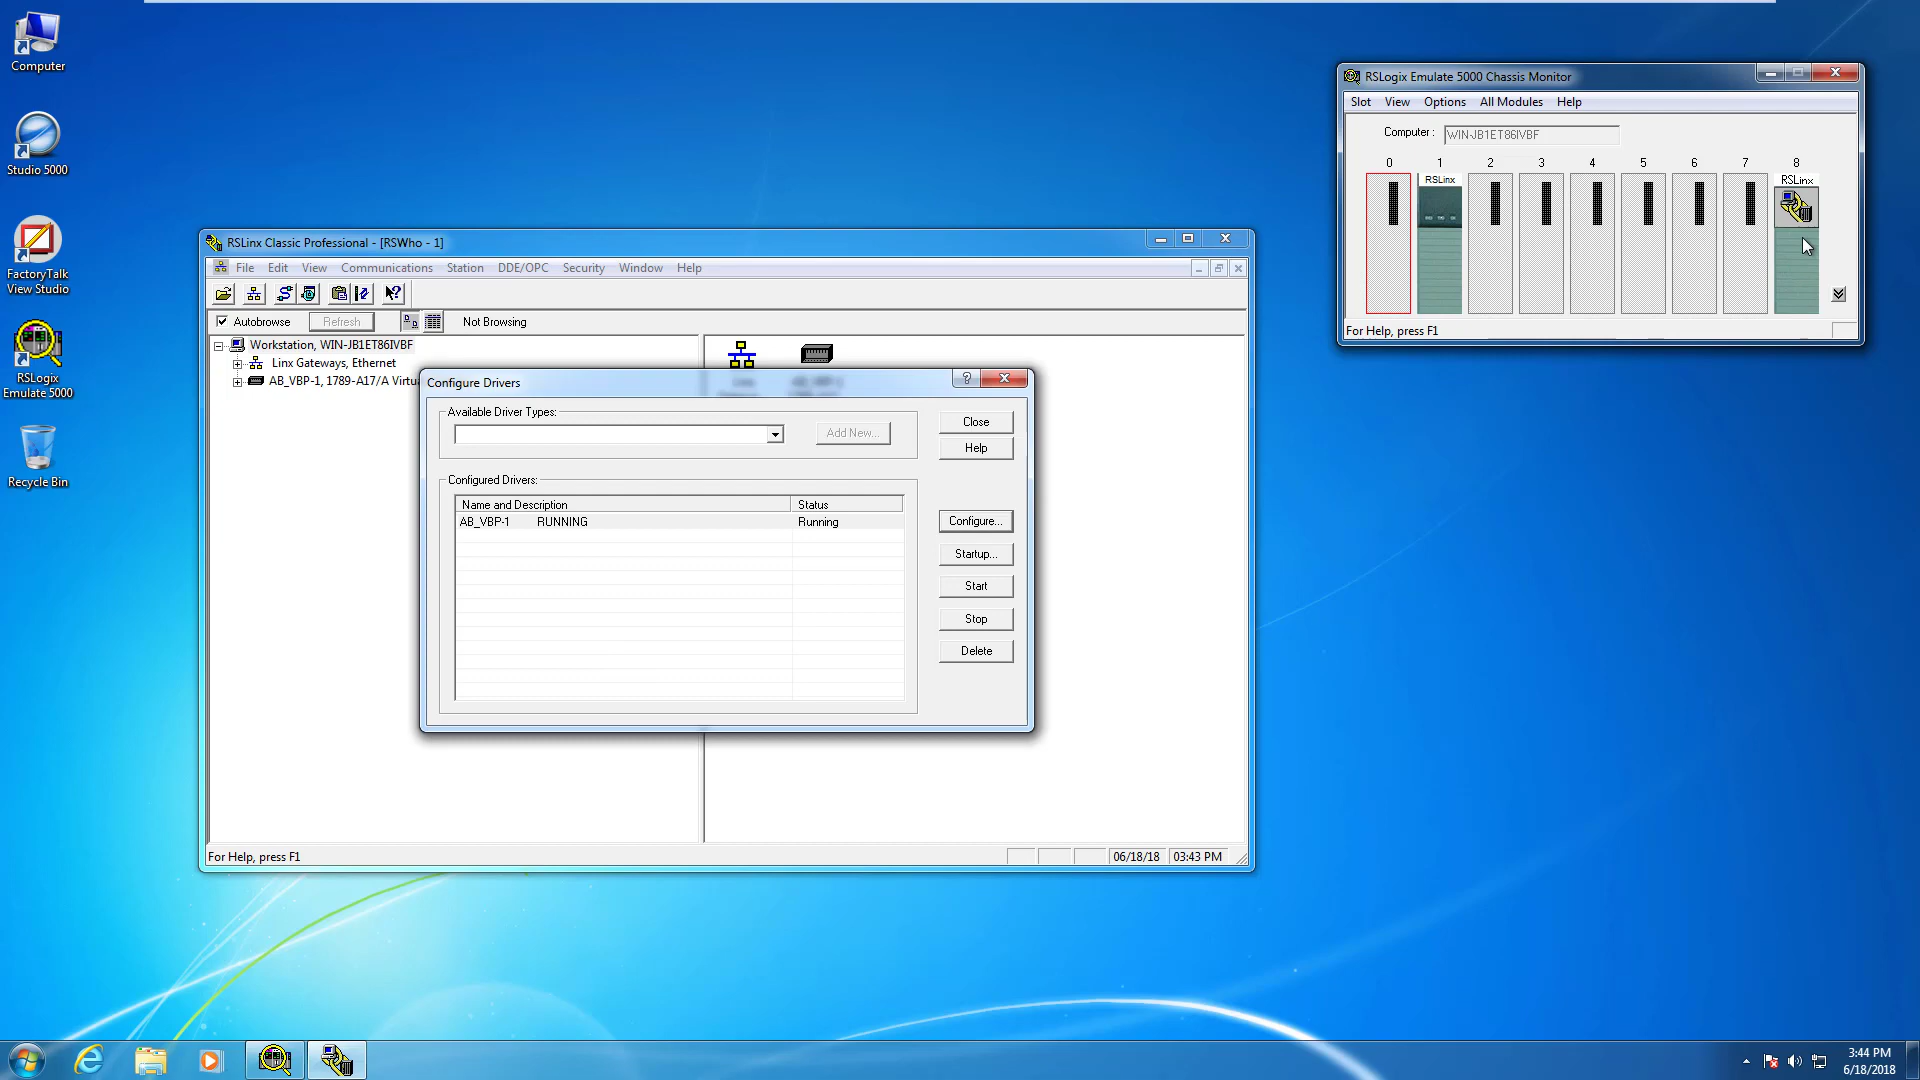 Computer
Studio 5000
FactoryTalk
View Studio
RSLogix
Emulate 5000
Recycle Bin
RSLogix Emulate 5000 Chassis Monitor
Slot View Options All Modules Help
Computer : WIN-JB1ET86IVBF
0 1 2 3 4 5 6 7 8
RSLinx RSLinx
For Help, press F1
RSLinx Classic Professional - [RSWho - 1]
File Edit View Communications Station DDE/OPC Security Window Help
Autobrowse Refresh Not Browsing
Workstation, WIN-JB1ET86IVBF
Linx Gateways, Ethernet
AB_VBP-1, 1789-A17/A Virtu
Configure Drivers
Available Driver Types:
Add New...
Close
Help
Configured Drivers:
Name and Description Status
AB_VBP-1 RUNNING Running
Configure...
Startup...
Start
Stop
Delete
For Help, press F1 06/18/18 03:43 PM
3:44 PM
6/18/2018